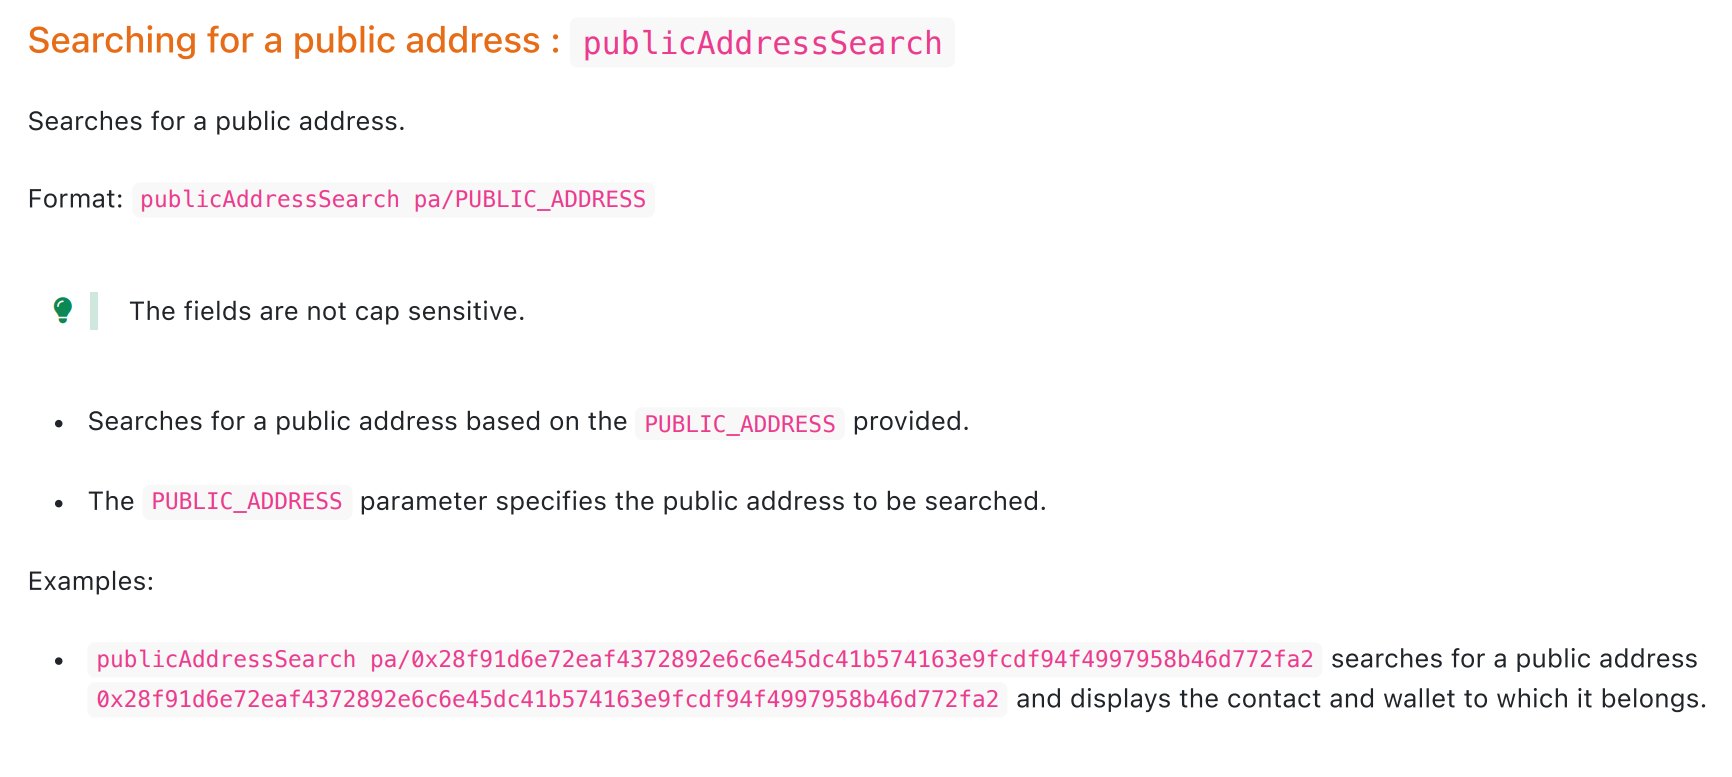 Searching for a public address : publicAddressSearch
Searches for a public address.
Format: publicAddressSearch pa/PUBLIC_ADDRESS
The fields are not cap sensitive.
• Searches for a public address based on the PUBLIC_ADDRESS provided.
• The PUBLIC_ADDRESS parameter specifies the public address to be searched.
Examples:
• publicAddressSearch pa/0x28f91d6e72eaf4372892e6c6e45dc41b574163e9fcdf94f4997958b46d772fa2 searches for a public address
0x28f91d6e72eaf4372892e6c6e45dc41b574163e9fcdf94f4997958b46d772fa2 and displays the contact and wallet to which it belongs.